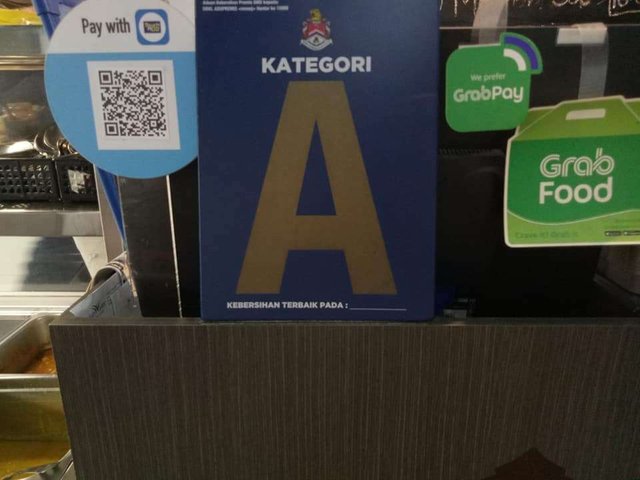 Pay with
KATEGORI
A
KEBERSIHAN TERBAIK PADA :
We prefer
GrabPay
Grab
Food